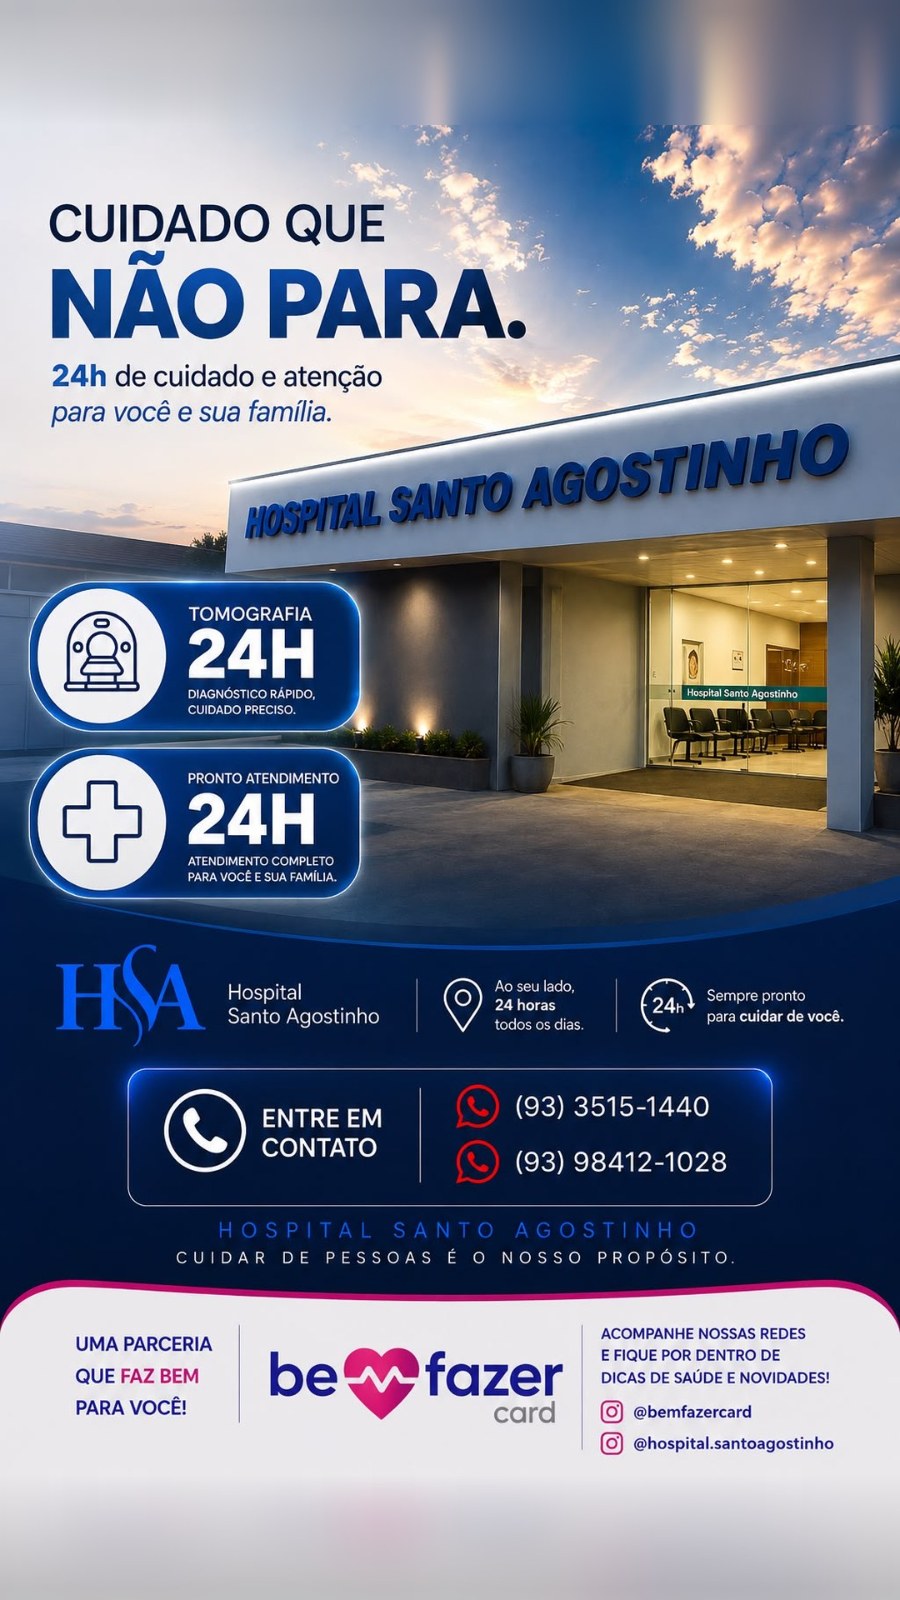 CUIDADO QUE
NÃO PARA.
24h de cuidado e atenção
para você e sua família.
HOSPITAL SANTO AGOSTINHO
Hospital Santo Agostinho
TOMOGRAFIA
24H
DIAGNÓSTICO RÁPIDO,
CUIDADO PRECISO.
PRONTO ATENDIMENTO
24H
ATENDIMENTO COMPLETO
PARA VOCÊ E SUA FAMÍLIA.
HSA
Hospital
Santo Agostinho
Ao seu lado,
24 horas
todos os dias.
24h
Sempre pronto
para cuidar de você.
ENTRE EM
CONTATO
(93) 3515-1440
(93) 98412-1028
HOSPITAL SANTO AGOSTINHO
CUIDAR DE PESSOAS É O NOSSO PROPÓSITO.
UMA PARCERIA
QUE FAZ BEM
PARA VOCÊ!
be fazer
card
ACOMPANHE NOSSAS REDES
E FIQUE POR DENTRO DE
DICAS DE SAÚDE E NOVIDADES!
@bemfazercard
@hospital.santoagostinho